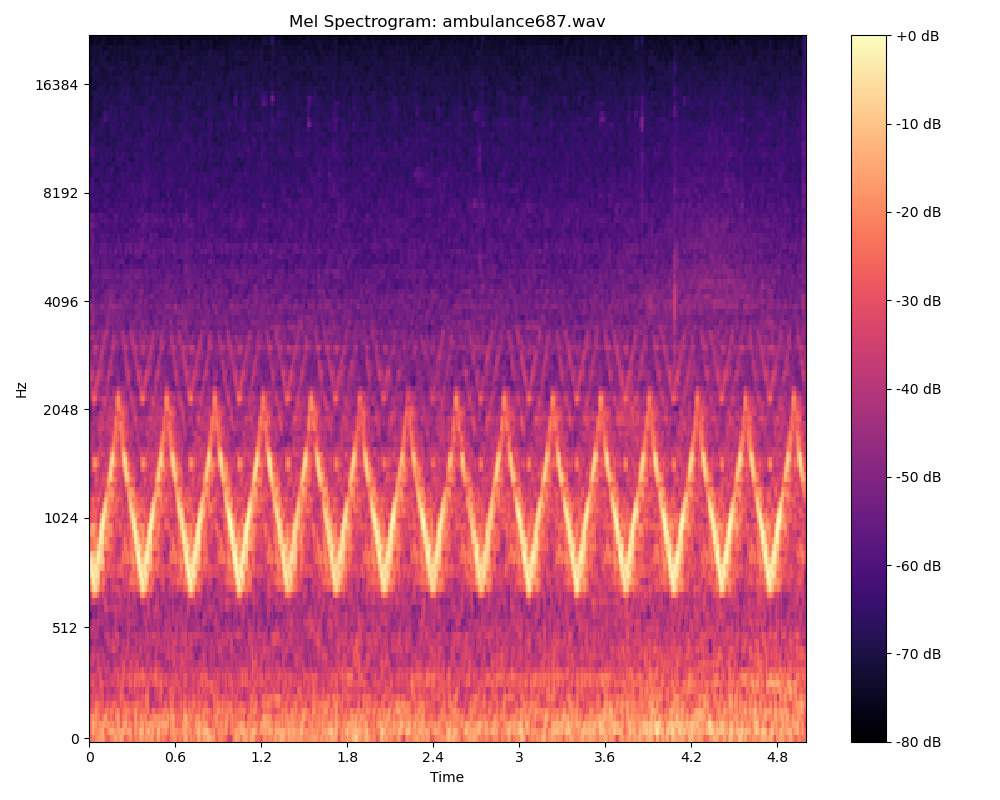 Mel Spectrogram: ambulance687.wav
+0 dB
16384
-10 dB
8192
-20 dB
4096
-30 dB
Hz
-40 dB
2048
-50 dB
1024
-60 dB
512
-70 dB
0
-80 dB
0 0.6 1.2 1.8 2.4 3 3.6 4.2 4.8
Time